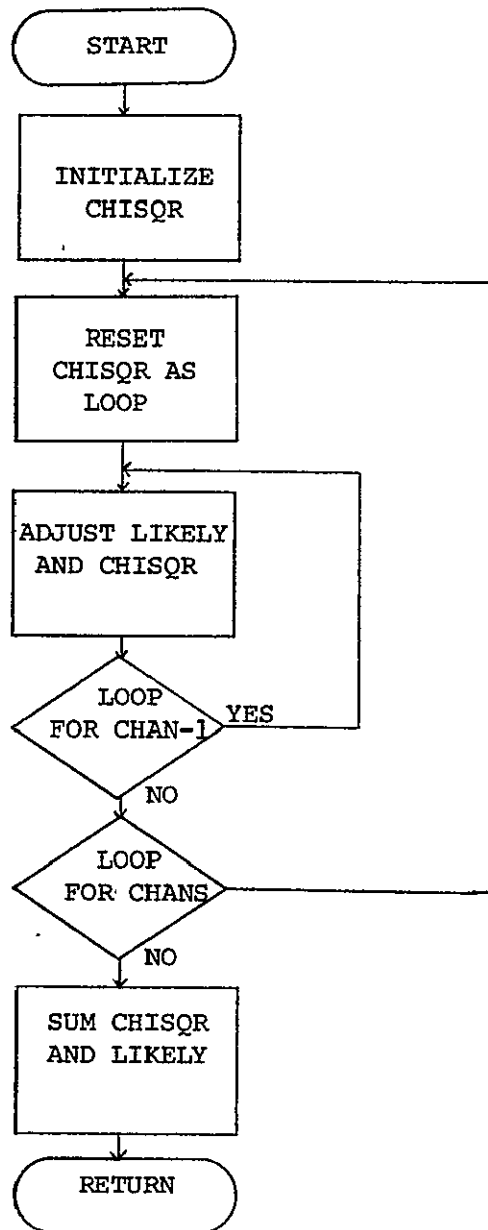 START
INITIALIZE
CHISQR
RESET
CHISQR AS
LOOP
ADJUST LIKELY
AND CHISQR
LOOP
FOR CHAN-1
YES
NO
LOOP
FOR CHANS
NO
SUM CHISQR
AND LIKELY
RETURN